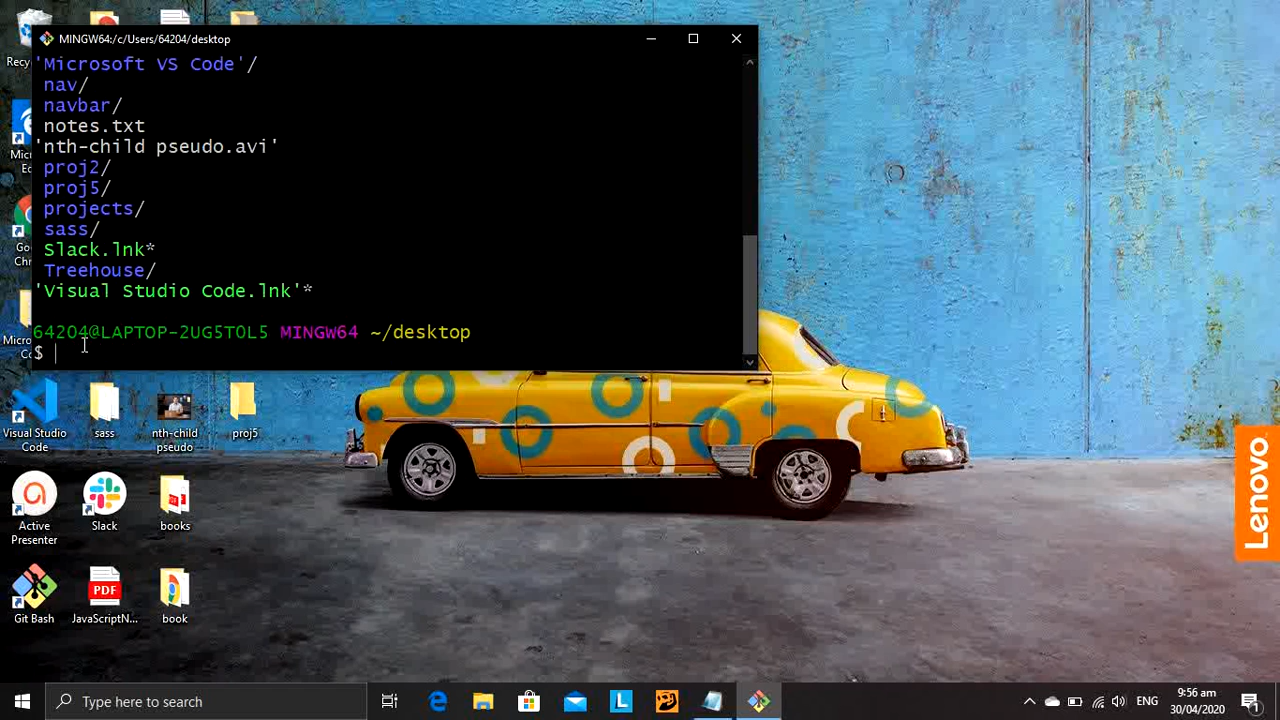 MINGW64:/c/Users/64204/desktop
'Microsoft VS Code'/
nav/
navbar/
notes.txt
'nth-child pseudo.avi'
proj2/
proj5/
projects/
sass/
Slack.lnk*
Treehouse/
'Visual Studio Code.lnk'*
64204@LAPTOP-2UG5T0L5 MINGW64 ~/desktop
$
Visual Studio
Code
sass
nth-child
pseudo
proj5
Active
Presenter
Slack
books
Git Bash
PDF
JavaScriptN...
book
Lenovo
Type here to search
ENG
9:56 am
30/04/2020